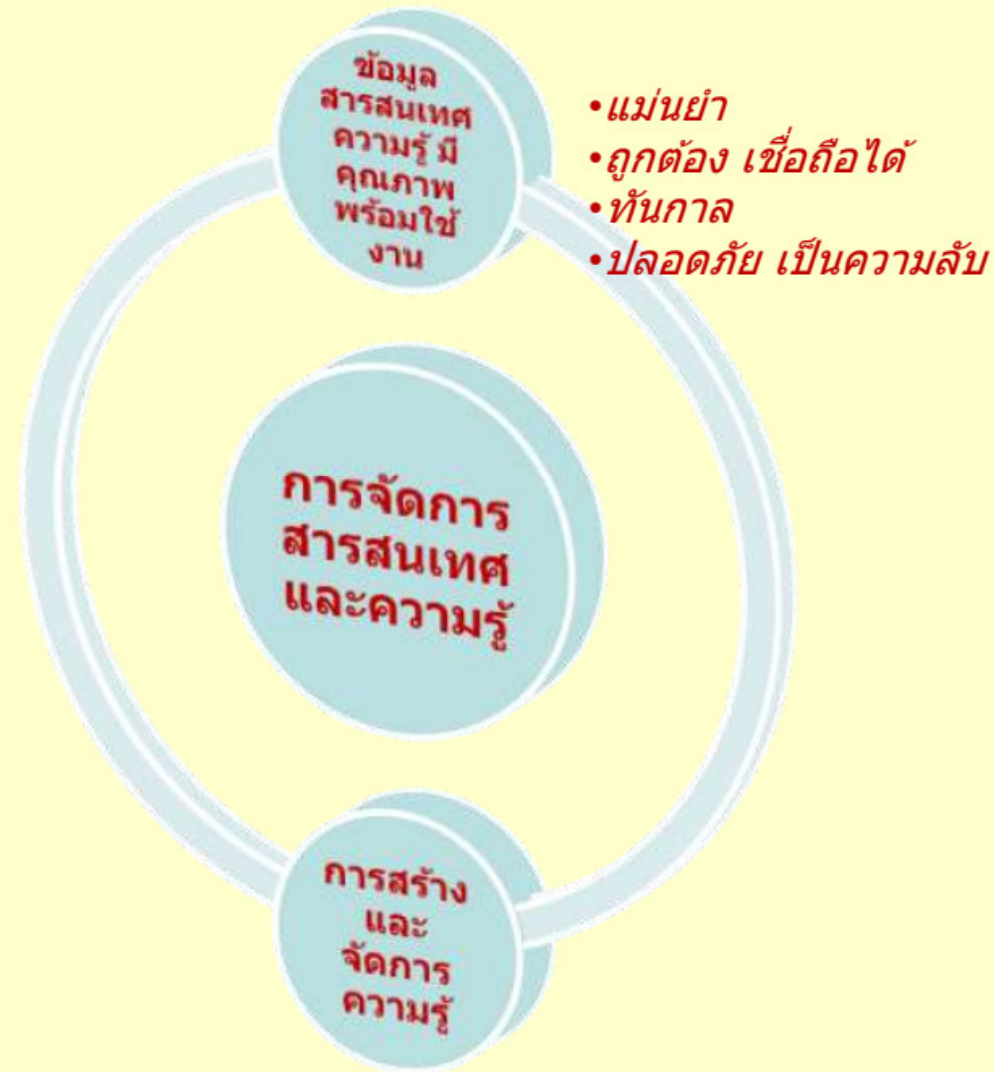 ข้อมูล
สารสนเทศ
ความรู้ มี
คุณภาพ
พร้อมใช้
งาน
•แม่นยำ
•ถูกต้อง เชื่อถือได้
•ทันกาล
•ปลอดภัย เป็นความลับ
การจัดการ
สารสนเทศ
และความรู้
การสร้าง
และ
จัดการ
ความรู้